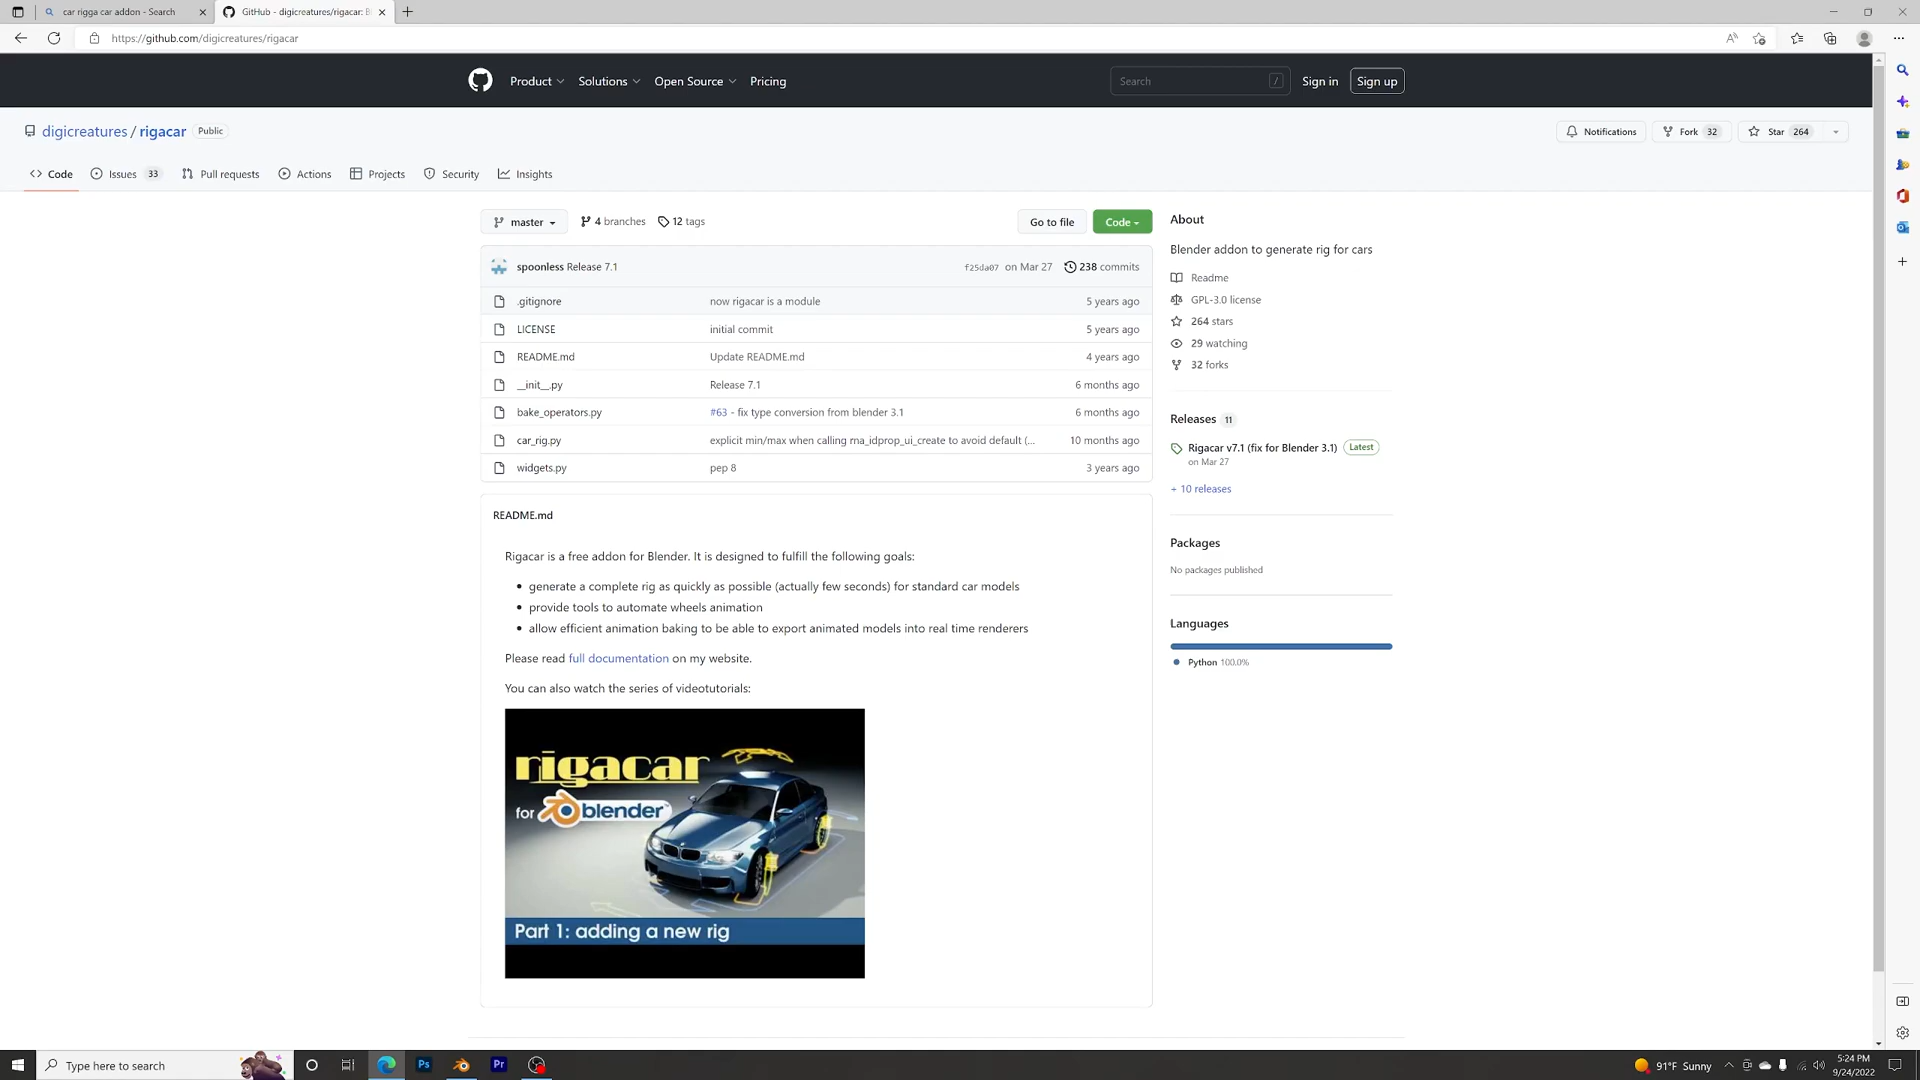 car rigga car addon - Search
GitHub - digicreatures/rigacar: B
https://github.com/digicreatures/rigacar
Product
Solutions
Open Source
Pricing
Search
/
Sign in
Sign up
digicreatures / rigacar
Public
Notifications
Fork 32
Star 264
Code
Issues 33
Pull requests
Actions
Projects
Security
Insights
master
4 branches
12 tags
Go to file
Code
spoonless Release 7.1
f25da07 on Mar 27
238 commits
.gitignore now rigacar is a module 5 years ago
LICENSE initial commit 5 years ago
README.md Update README.md 4 years ago
__init__.py Release 7.1 6 months ago
bake_operators.py #63 - fix type conversion from blender 3.1 6 months ago
car_rig.py explicit min/max when calling rna_idprop_ui_create to avoid default (... 10 months ago
widgets.py pep 8 3 years ago
README.md
Rigacar is a free addon for Blender. It is designed to fulfill the following goals:
• generate a complete rig as quickly as possible (actually few seconds) for standard car models
• provide tools to automate wheels animation
• allow efficient animation baking to be able to export animated models into real time renderers
Please read full documentation on my website.
You can also watch the series of videotutorials:
rigacar
for blender
Part 1: adding a new rig
About
Blender addon to generate rig for cars
Readme
GPL-3.0 license
264 stars
29 watching
32 forks
Releases 11
Rigacar v7.1 (fix for Blender 3.1) Latest
on Mar 27
+ 10 releases
Packages
No packages published
Languages
Python 100.0%
Type here to search
Ps
Pr
91°F Sunny
5:24 PM
9/24/2022